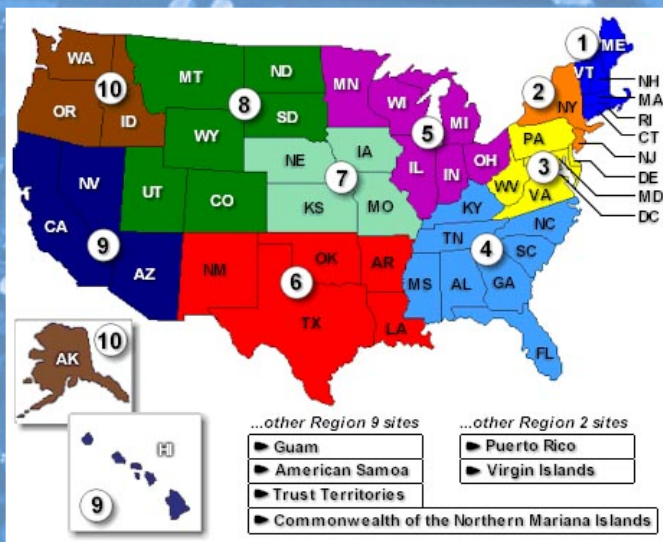 1
ME
WA
MT
ND
MN
VT
NH
10
2
MA
OR
ID
8
SD
WI
5
MI
NY
RI
WY
PA
CT
NJ
NV
UT
CO
NE
IA
7
IL
IN
OH
3
DE
WV
VA
MD
DC
CA
KS
MO
KY
9
AZ
NM
6
OK
AR
TN
4
NC
SC
MS
AL
GA
TX
LA
FL
10
AK
HI
9
...other Region 9 sites
Guam
American Samoa
Trust Territories
Commonwealth of the Northern Mariana Islands
...other Region 2 sites
Puerto Rico
Virgin Islands